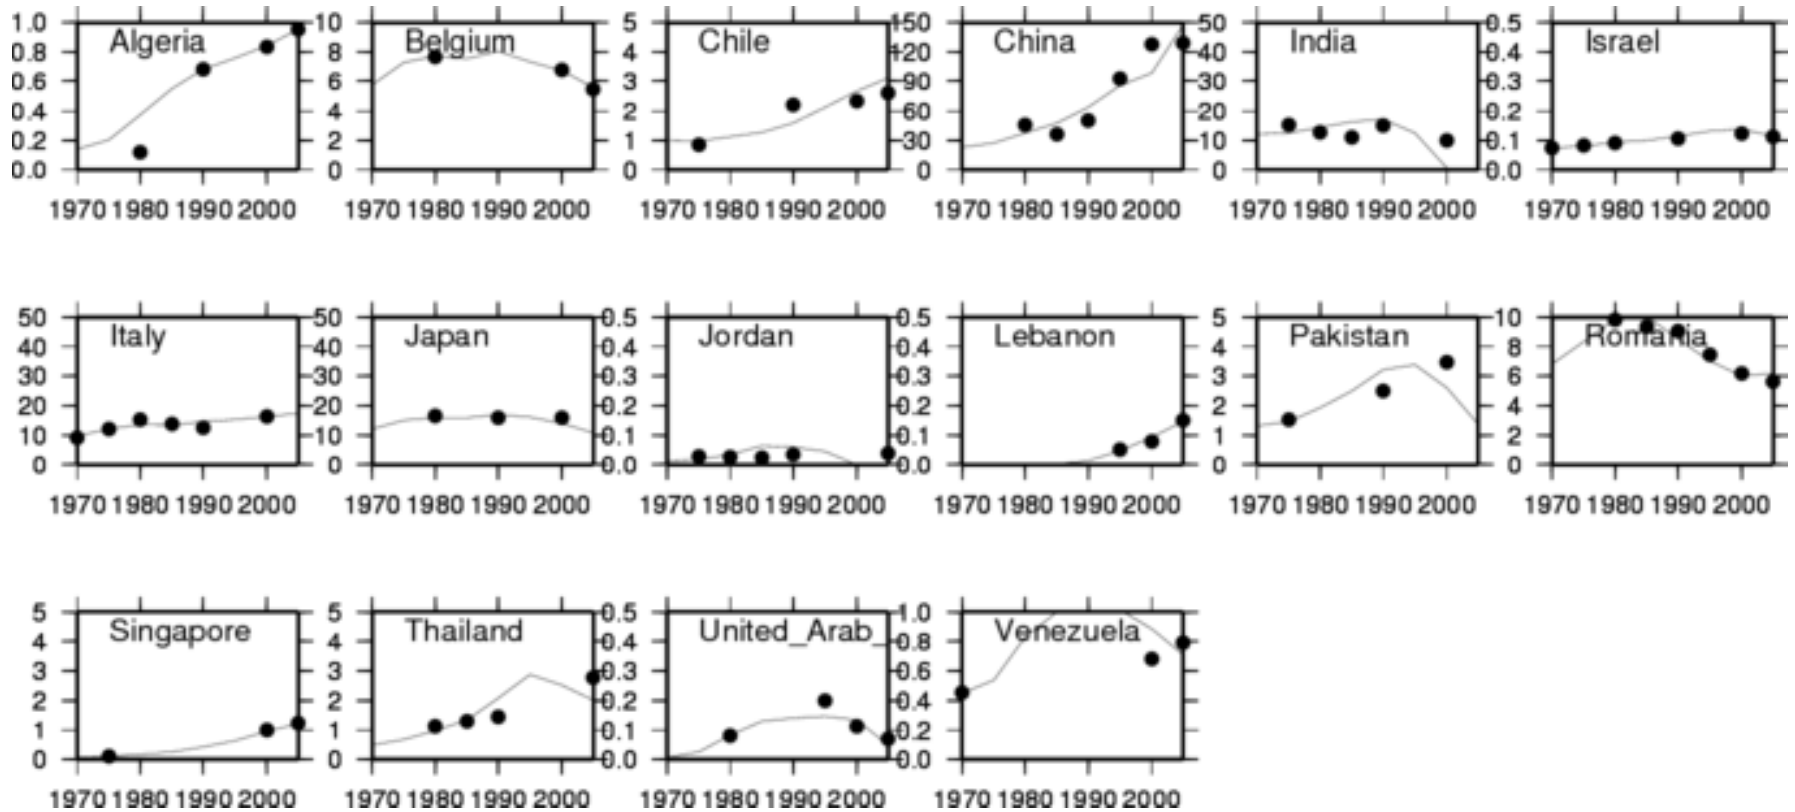 1.0 10 5 150 50 0.5
Algeria Belgium Chile China India Israel
0.8 8 4 120 40 0.4
0.6 6 3 90 30 0.3
0.4 4 2 60 20 0.2
0.2 2 1 30 10 0.1
0.0 0 0 0 0 0.0
1970 1980 1990 2000 1970 1980 1990 2000 1970 1980 1990 2000 1970 1980 1990 2000 1970 1980 1990 2000 1970 1980 1990 2000
50 50 0.5 0.5 5 10
Italy Japan Jordan Lebanon Pakistan Romania
40 40 0.4 0.4 4 8
30 30 0.3 0.3 3 6
20 20 0.2 0.2 2 4
10 10 0.1 0.1 1 2
0 0 0.0 0.0 0 0
1970 1980 1990 2000 1970 1980 1990 2000 1970 1980 1990 2000 1970 1980 1990 2000 1970 1980 1990 2000 1970 1980 1990 2000
5 5 0.5 1.0
Singapore Thailand United_Arab_ Venezuela
4 4 0.4 0.8
3 3 0.3 0.6
2 2 0.2 0.4
1 1 0.1 0.2
0 0 0.0 0.0
1970 1980 1990 2000 1970 1980 1990 2000 1970 1980 1990 2000 1970 1980 1990 2000